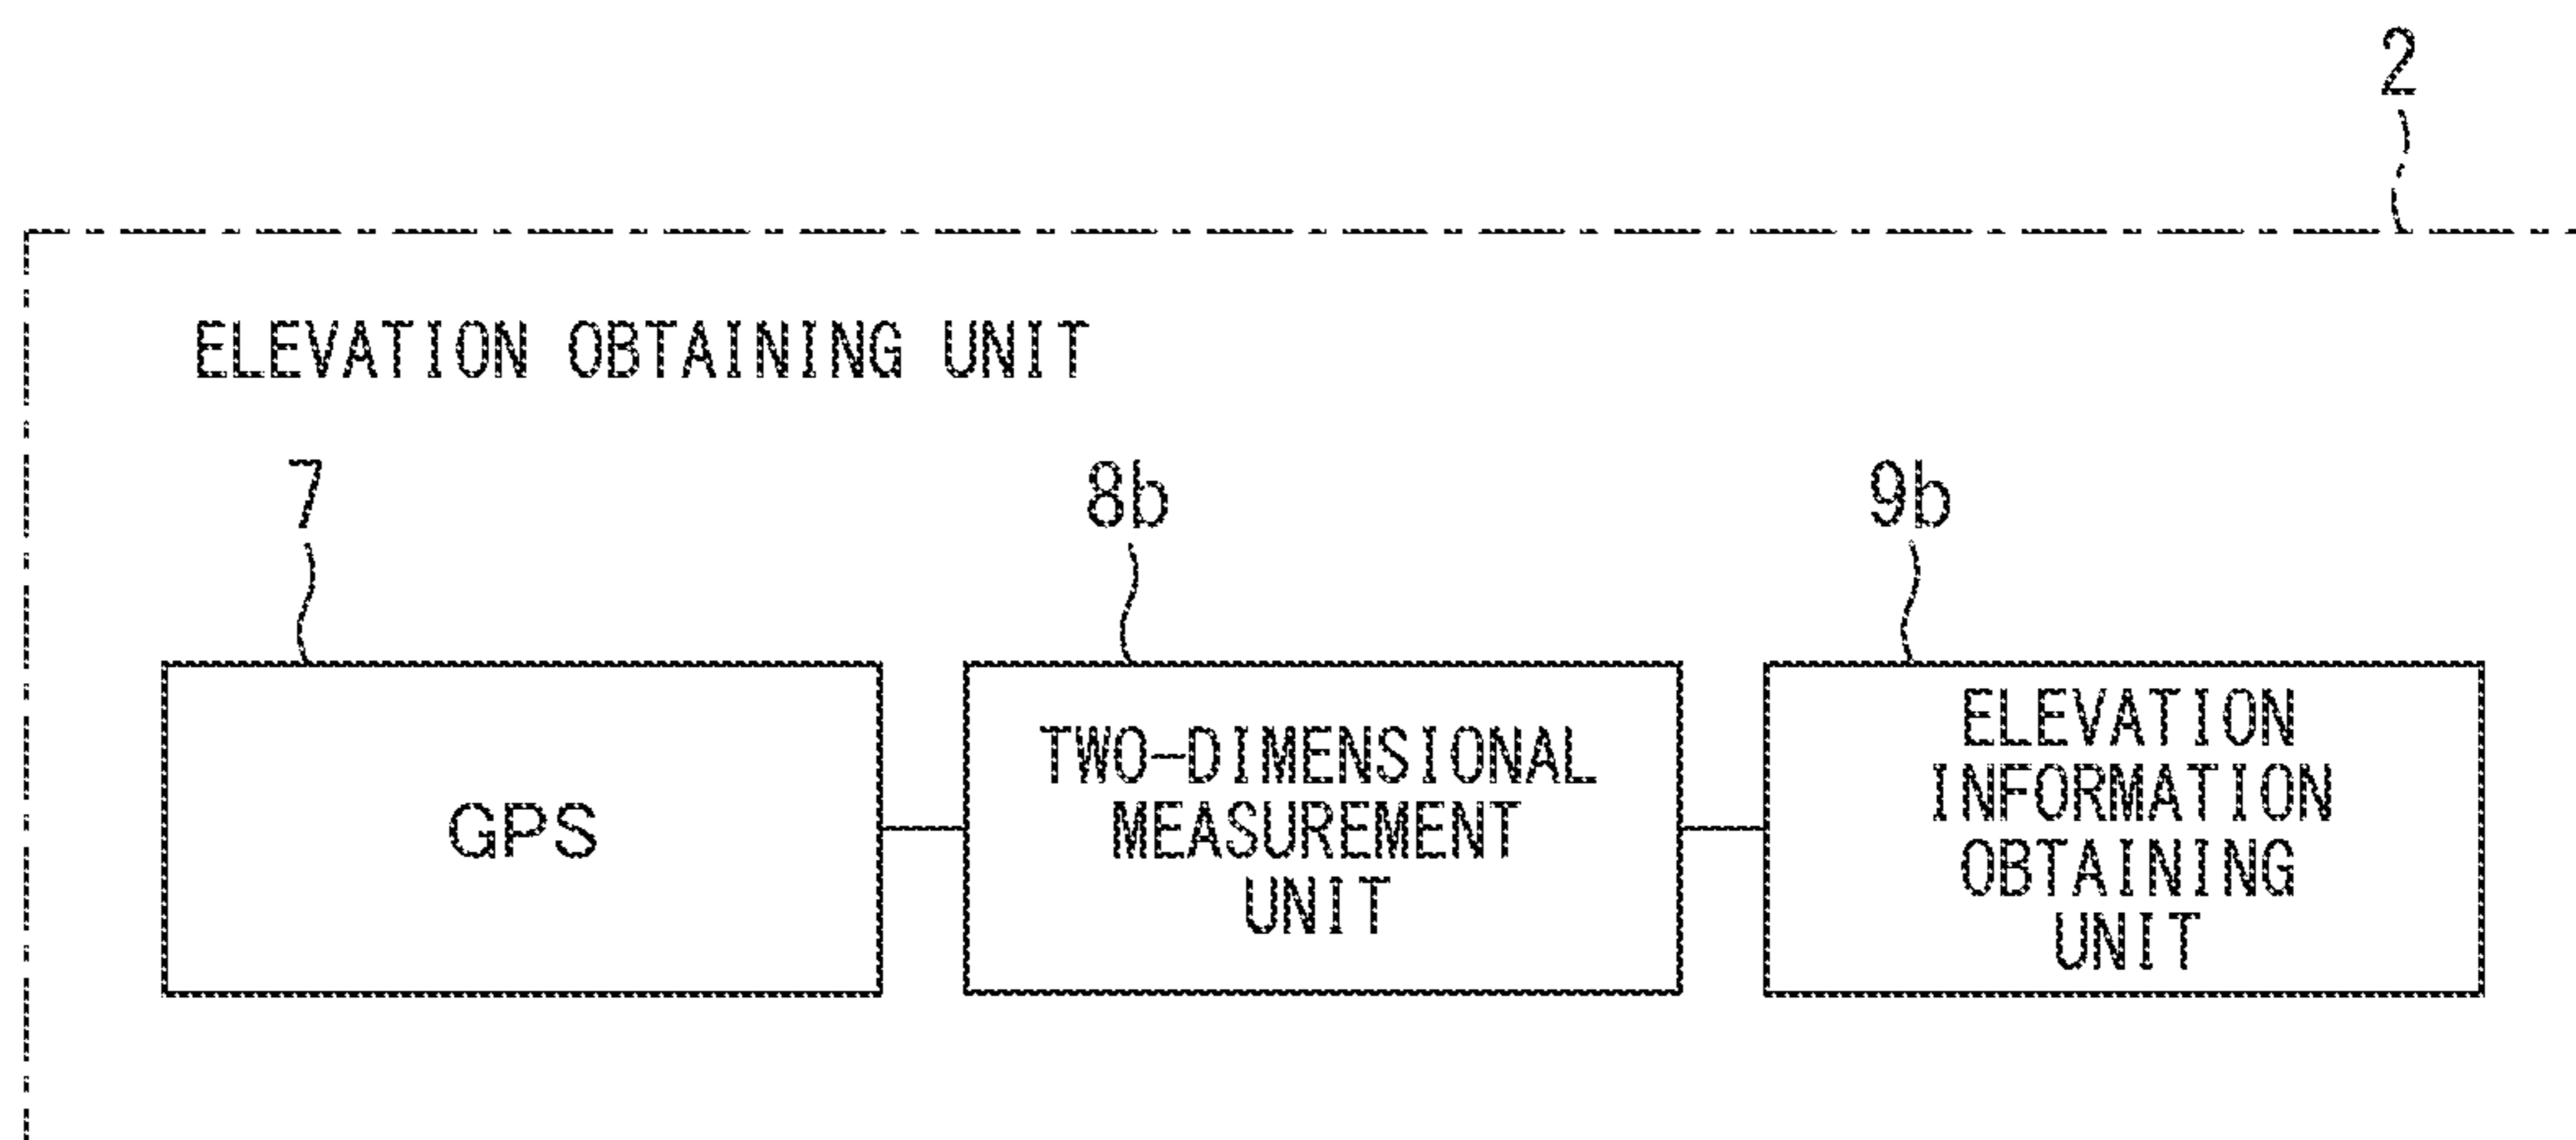 2
ELEVATION OBTAINING UNIT
7
8b
9b
GPS
TWO-DIMENSIONAL
MEASUREMENT
UNIT
ELEVATION
INFORMATION
OBTAINING
UNIT